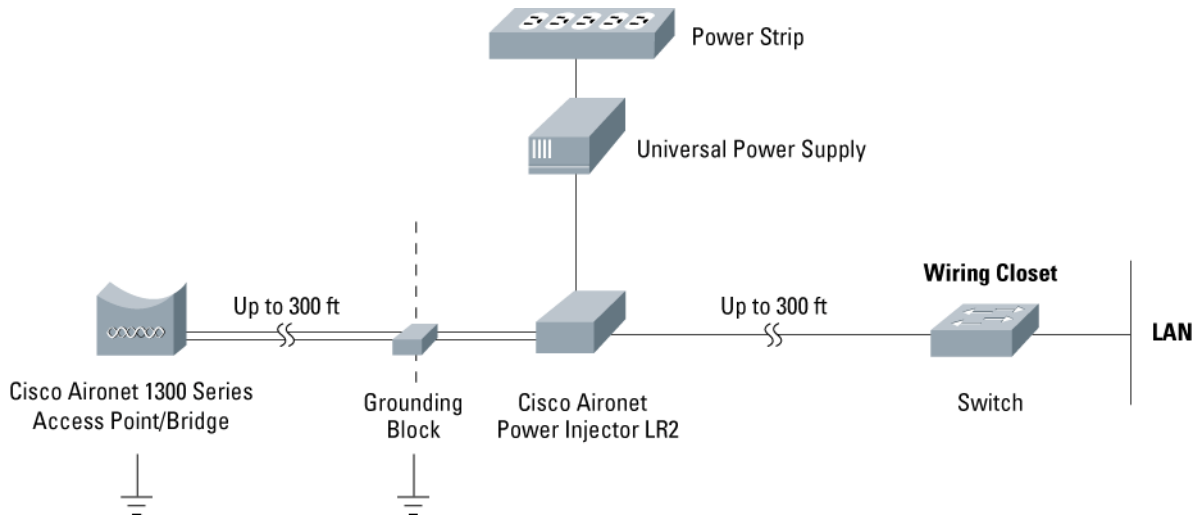 Power Strip
Universal Power Supply
Wiring Closet
Up to 300 ft
Up to 300 ft
LAN
Cisco Aironet 1300 Series
Access Point/Bridge
Grounding
Block
Cisco Aironet
Power Injector LR2
Switch